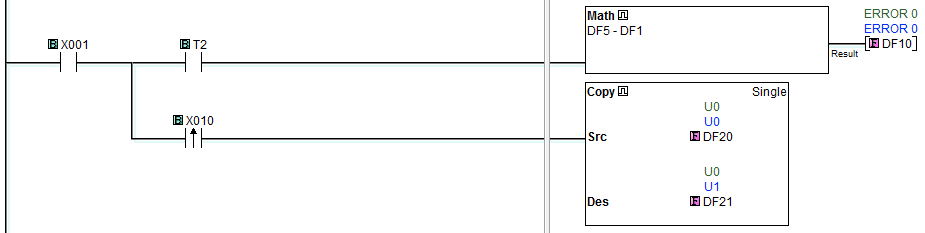 Math
DF5 - DF1
ERROR 0
ERROR 0
Result
F DF10
B X001
B T2
Copy
Single
U0
U0
B X010
Src
F DF20
U0
U1
Des
F DF21